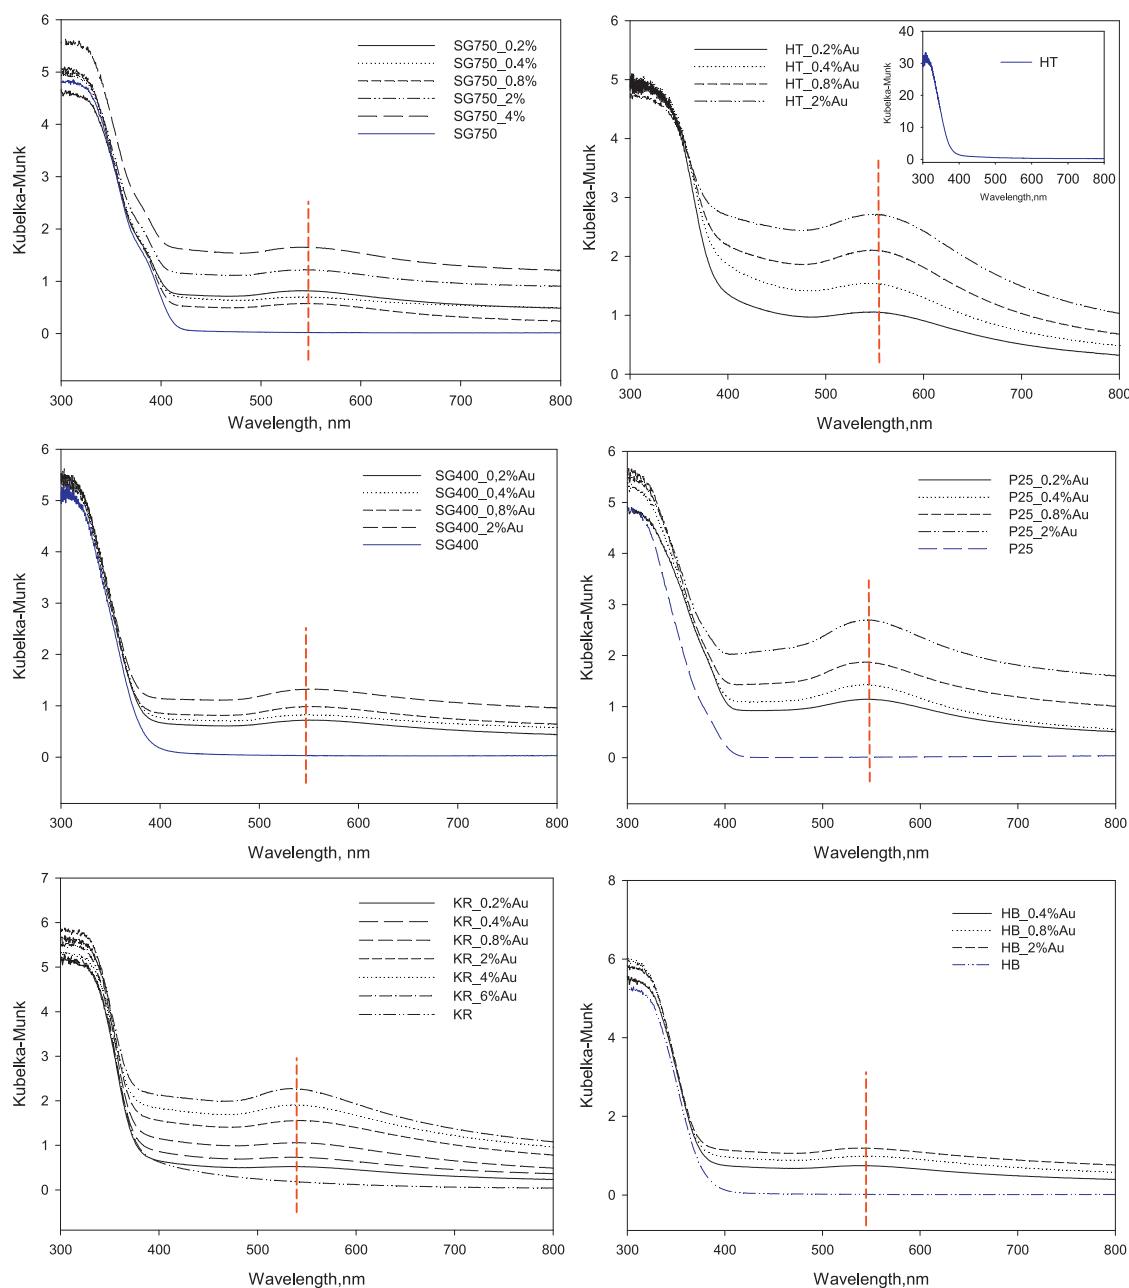 6
5
4
3
2
1
0
Kubelka-Munk
SG750_0.2%
SG750_0.4%
SG750_0.8%
SG750_2%
SG750_4%
SG750
300 400 500 600 700 800
Wavelength, nm
6
5
4
3
2
1
0
Kubelka-Munk
HT_0.2%Au
HT_0.4%Au
HT_0.8%Au
HT_2%Au
40
30
20
10
0
Kubelka-Munk
HT
300 400 500 600 700 800
Wavelength,nm
300 400 500 600 700 800
Wavelength,nm
6
5
4
3
2
1
0
Kubelka-Munk
SG400_0,2%Au
SG400_0,4%Au
SG400_0,8%Au
SG400_2%Au
SG400
300 400 500 600 700 800
Wavelength, nm
6
5
4
3
2
1
0
Kubelka-Munk
P25_0.2%Au
P25_0.4%Au
P25_0.8%Au
P25_2%Au
P25
300 400 500 600 700 800
Wavelength,nm
7
6
5
4
3
2
1
0
Kubelka-Munk
KR_0.2%Au
KR_0.4%Au
KR_0.8%Au
KR_2%Au
KR_4%Au
KR_6%Au
KR
300 400 500 600 700 800
Wavelength,nm
8
6
4
2
0
Kubelka-Munk
HB_0.4%Au
HB_0.8%Au
HB_2%Au
HB
300 400 500 600 700 800
Wavelength,nm